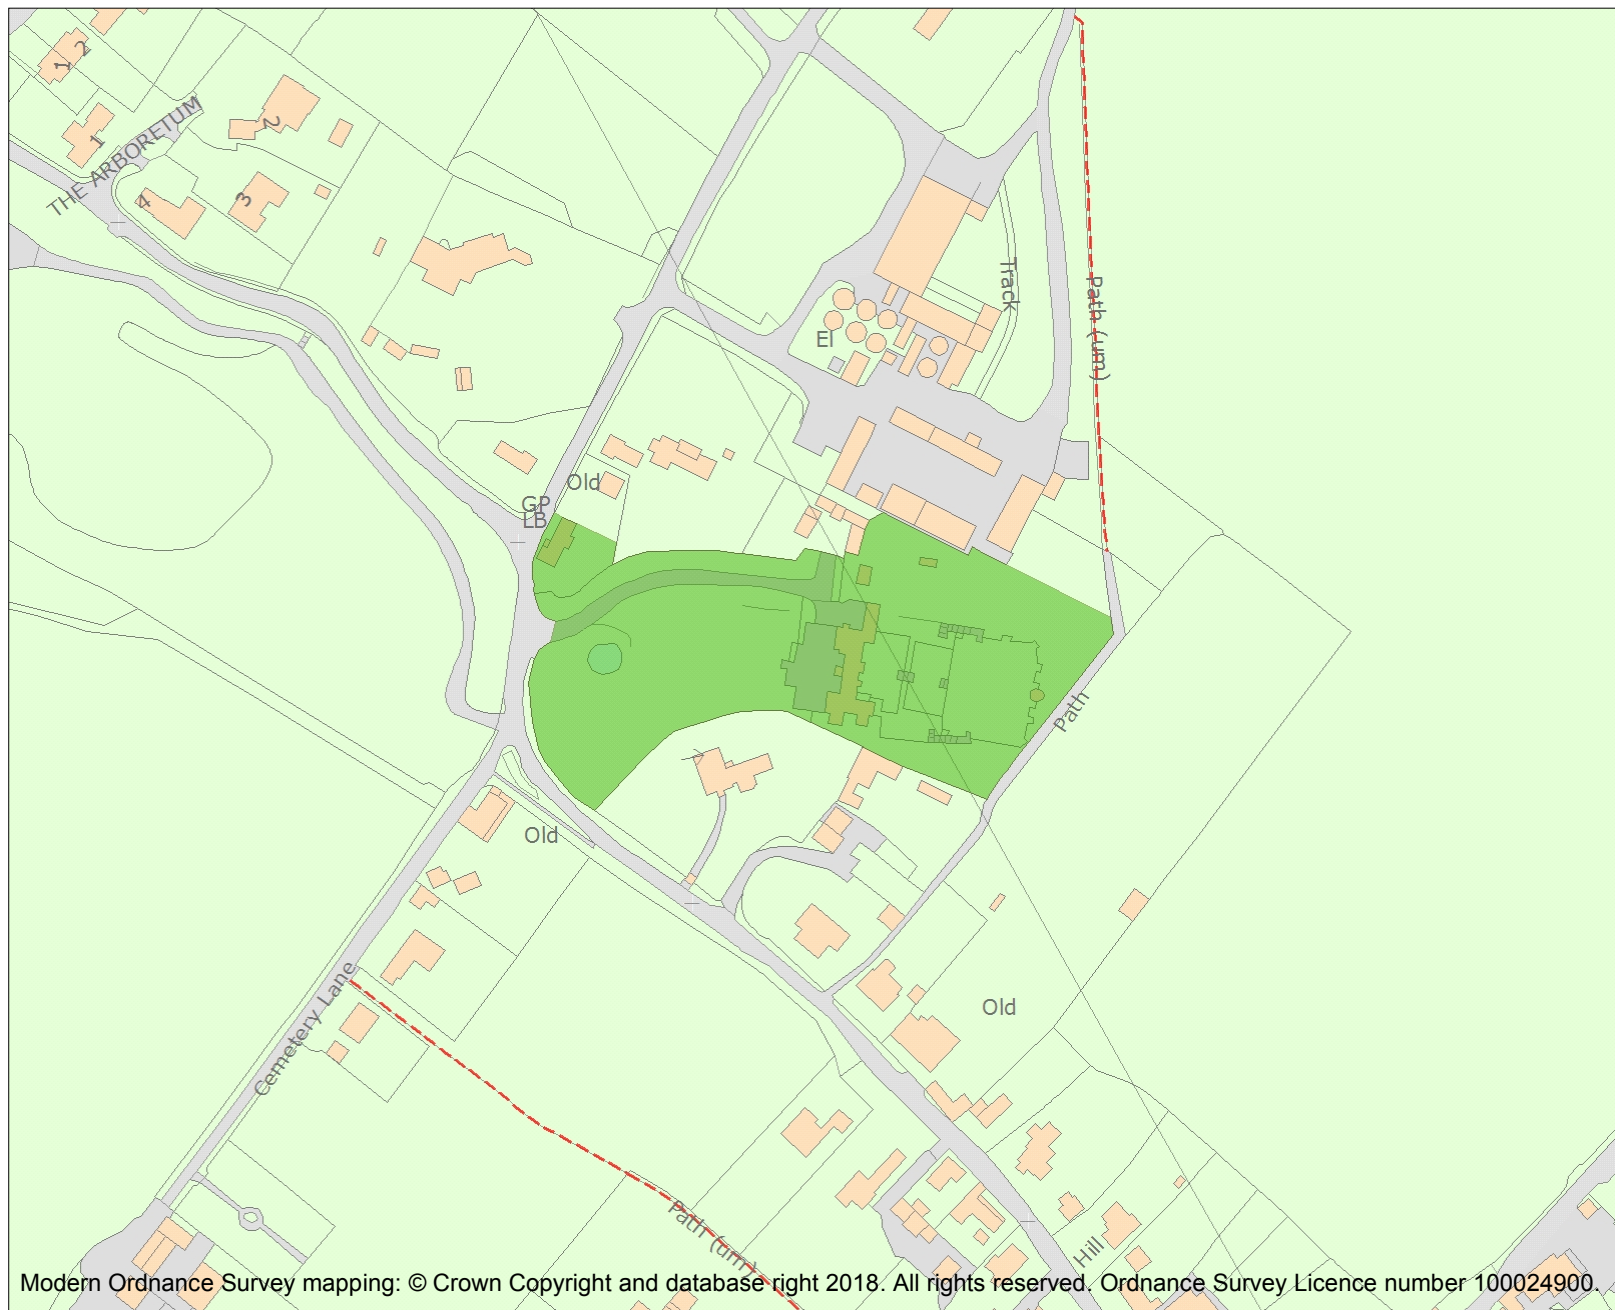 1 2
1
THE ARBORETUM
2
4
3
Track
Path (um)
El
Old
GP
LB
Path
1
Old
Old
Cemetery Lane
Path (um)
Hill
Modern Ordnance Survey mapping: © Crown Copyright and database right 2018. All rights reserved. Ordnance Survey Licence number 100024900.